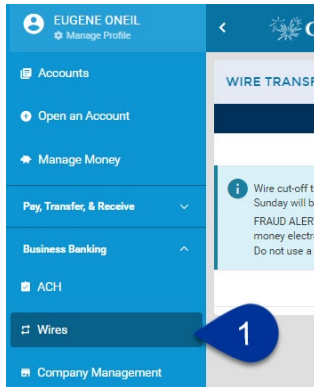 EUGENE ONEIL
Manage Profile
Accounts
Open an Account
Manage Money
Pay, Transfer, & Receive
Business Banking
ACH
Wires
Company Management
1
WIRE TRANSF
Wire cut-off t
Sunday will b
FRAUD ALER
money electr
Do not use a